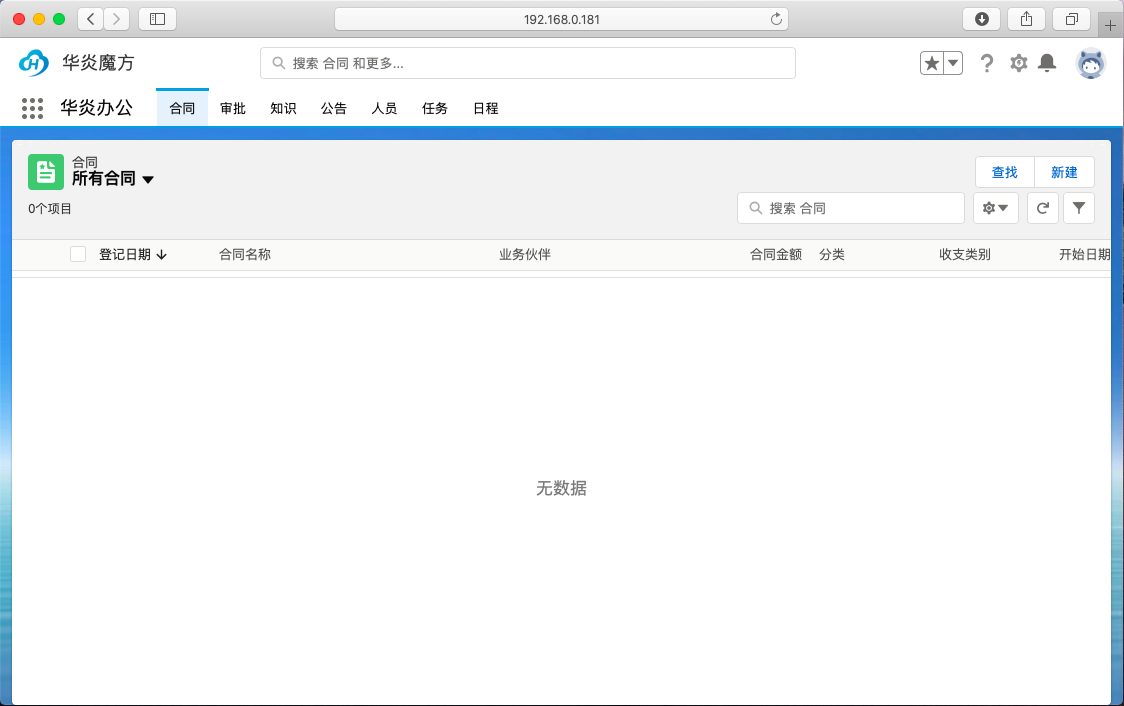 192.168.0.181
华炎魔方
搜索 合同 和更多...
华炎办公 合同 审批 知识 公告 人员 任务 日程
合同
所有合同
查找 新建
0个项目
搜索 合同
登记日期 合同名称 业务伙伴 合同金额 分类 收支类别 开始日期
无数据